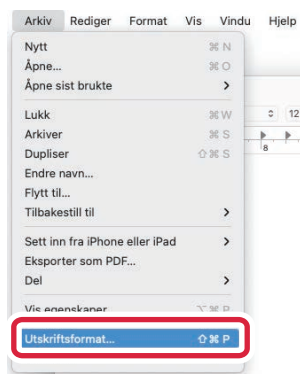 Arkiv Rediger Format Vis Vindu Hjelp
Nytt ⌘ N
Åpne... ⌘ O
Åpne sist brukte >
12
Lukk ⌘ W
Arkiver ⌘ S
8
Dupliser ⇧ ⌘ S
Endre navn...
Flytt til...
Tilbakestill til >
Sett inn fra iPhone eller iPad >
Eksporter som PDF...
Del >
Vis egenskaper ⌥ ⌘ P
Utskriftsformat... ⇧ ⌘ P